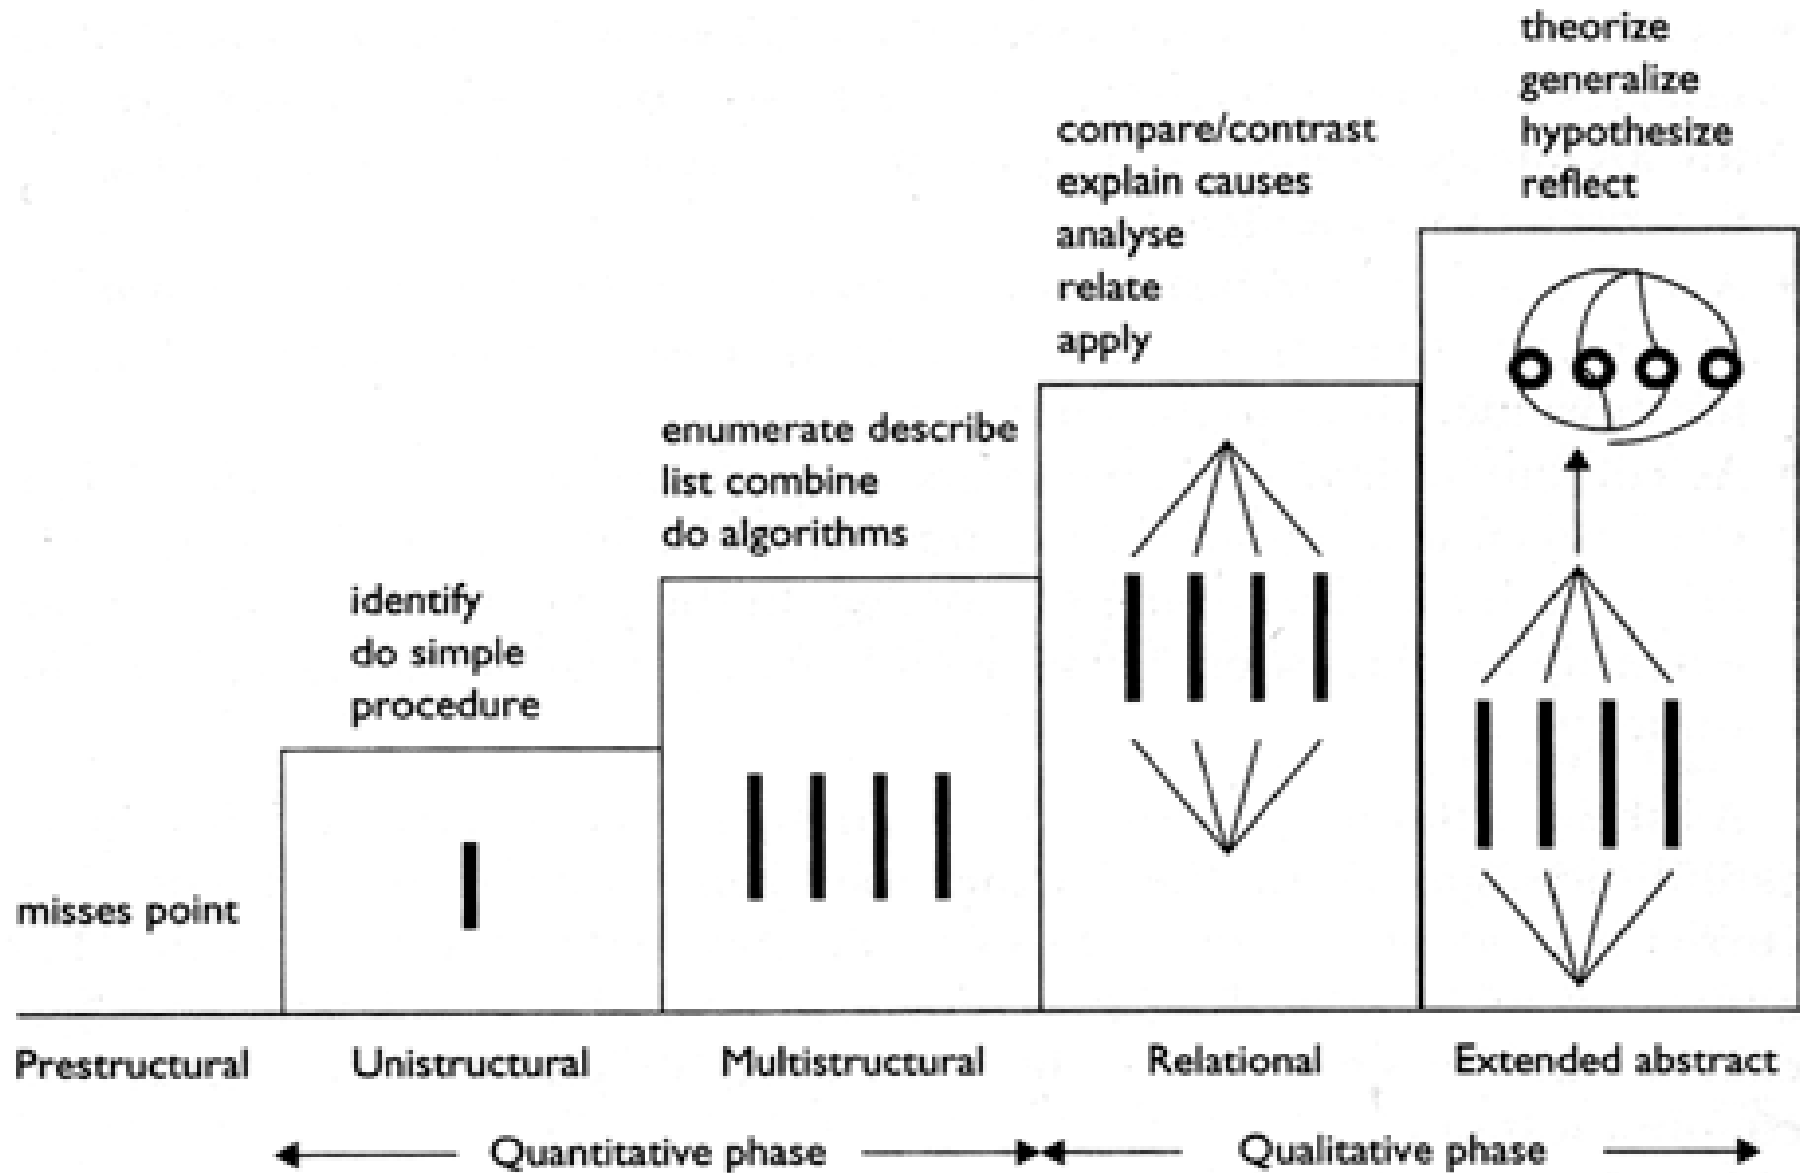 misses point
identify
do simple
procedure
enumerate describe
list combine
do algorithms
compare/contrast
explain causes
analyse
relate
apply
theorize
generalize
hypothesize
reflect
Prestructural
Unistructural
Multistructural
Relational
Extended abstract
Quantitative phase
Qualitative phase